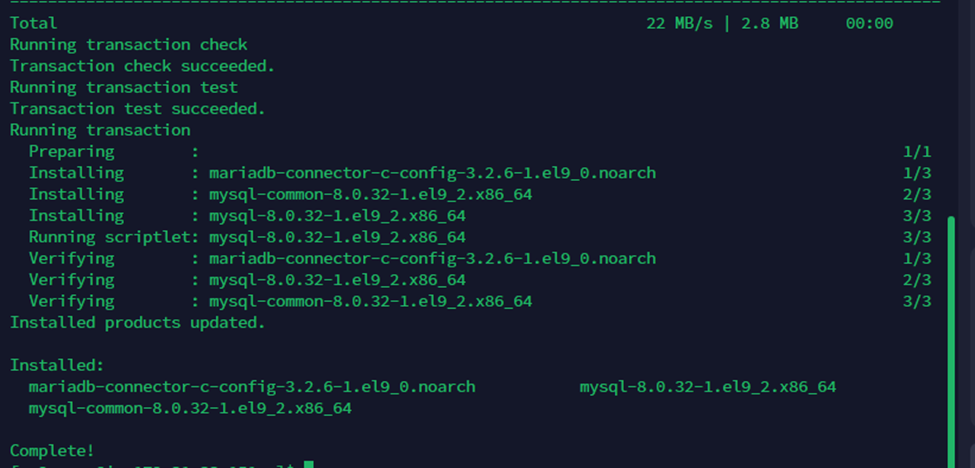 Total 22 MB/s | 2.8 MB 00:00
Running transaction check
Transaction check succeeded.
Running transaction test
Transaction test succeeded.
Running transaction
Preparing : 1/1
Installing : mariadb-connector-c-config-3.2.6-1.el9_0.noarch 1/3
Installing : mysql-common-8.0.32-1.el9_2.x86_64 2/3
Installing : mysql-8.0.32-1.el9_2.x86_64 3/3
Running scriptlet: mysql-8.0.32-1.el9_2.x86_64 3/3
Verifying : mariadb-connector-c-config-3.2.6-1.el9_0.noarch 1/3
Verifying : mysql-8.0.32-1.el9_2.x86_64 2/3
Verifying : mysql-common-8.0.32-1.el9_2.x86_64 3/3
Installed products updated.
Installed:
mariadb-connector-c-config-3.2.6-1.el9_0.noarch mysql-8.0.32-1.el9_2.x86_64
mysql-common-8.0.32-1.el9_2.x86_64
Complete!